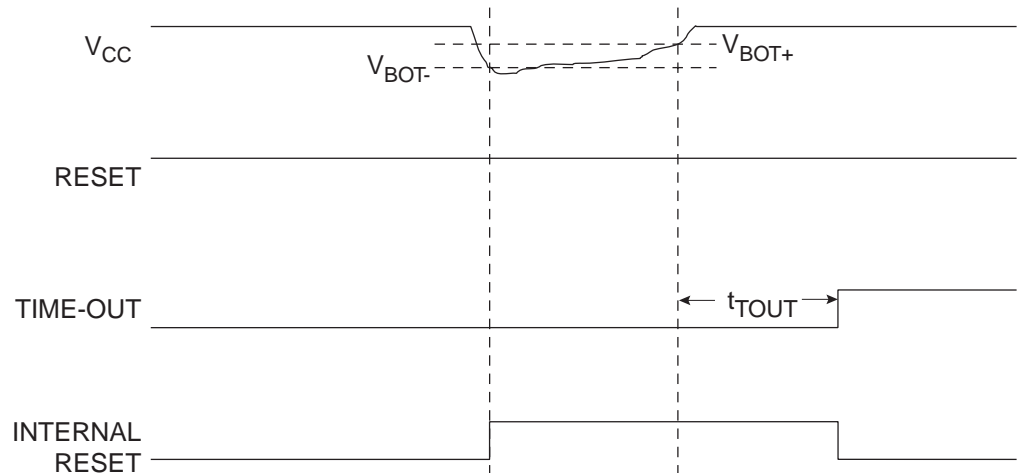 VCC
VBOT-
VBOT+
RESET
TIME-OUT
tTOUT
INTERNAL
RESET